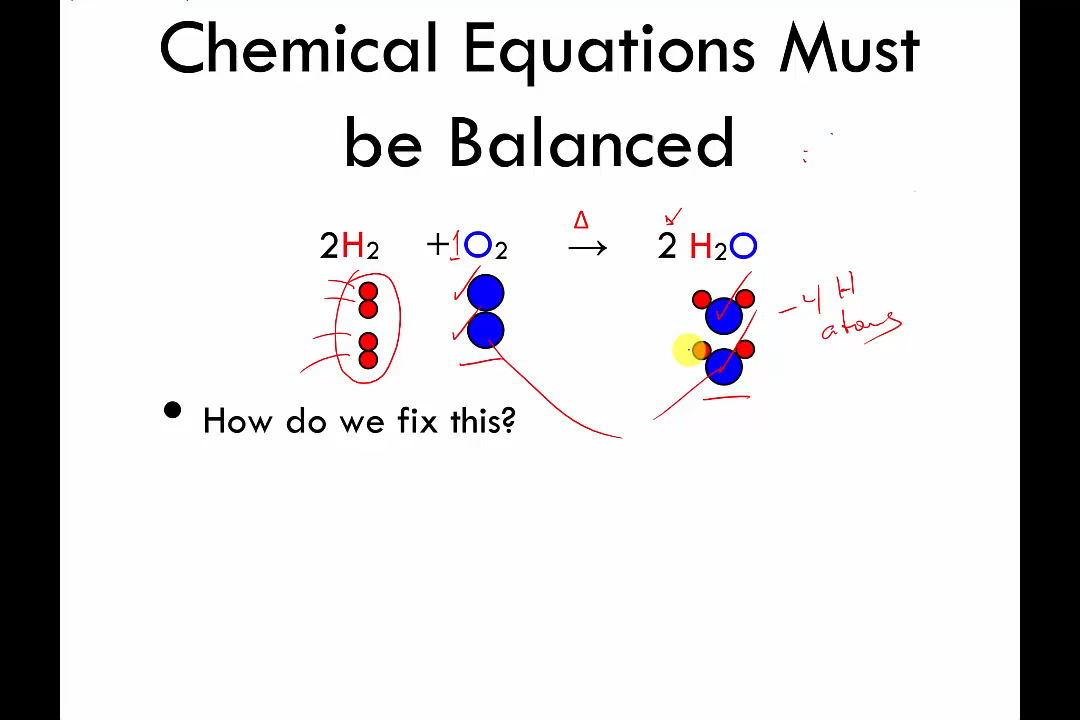 Chemical Equations Must
be Balanced
Δ
2H₂ + 1O₂ → 2 H₂O
– 4 H
atoms
• How do we fix this?